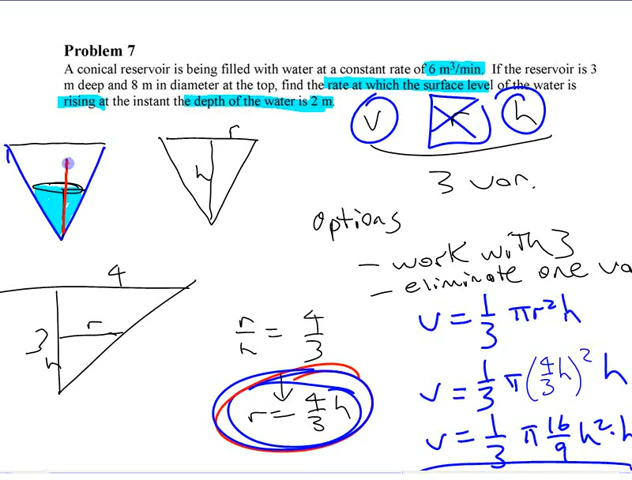 Problem 7
A conical reservoir is being filled with water at a constant rate of 6 m³/min. If the reservoir is 3
m deep and 8 m in diameter at the top, find the rate at which the surface level of the water is
rising at the instant the depth of the water is 2 m.
V r h
3 var.
r
h
options
- work with 3
- eliminate one va
4
3
r
h
r/h = 4/3
r = 4/3 h
V = 1/3 πr²h
V = 1/3 π(4/3 h)² h
V = 1/3 π 16/9 h²·h